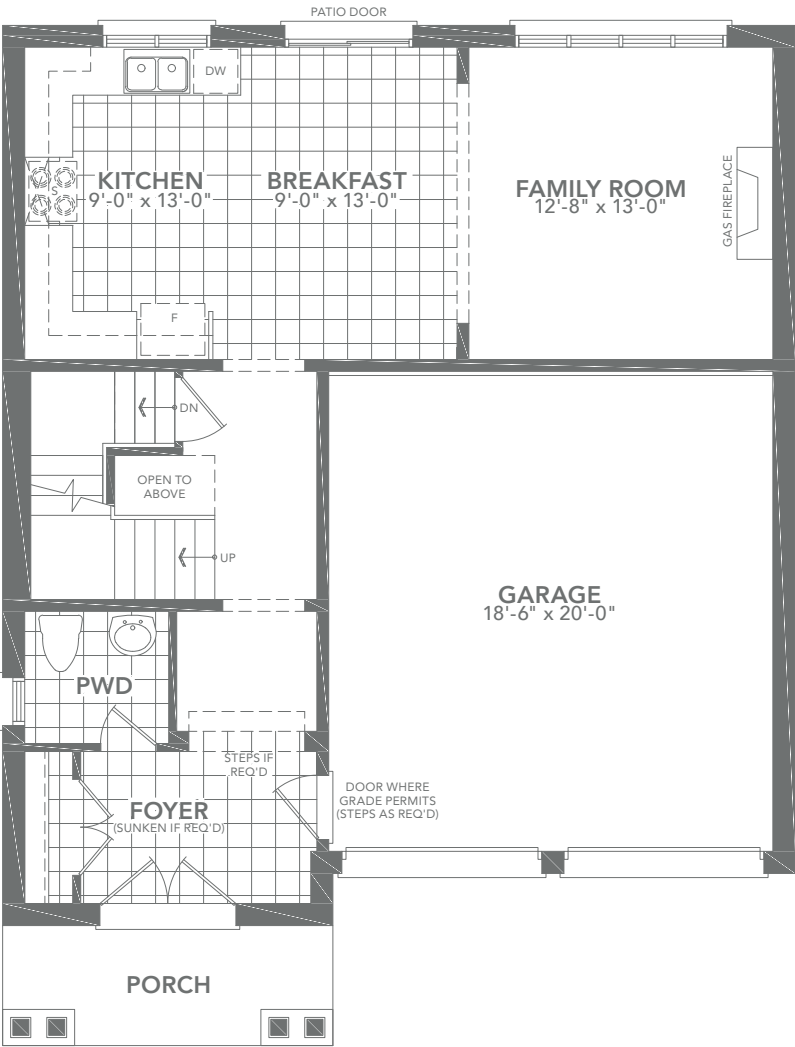 PATIO DOOR
DW
KITCHEN
9'-0" x 13'-0"
BREAKFAST
9'-0" x 13'-0"
FAMILY ROOM
12'-8" x 13'-0"
GAS FIREPLACE
S
F
DN
OPEN TO
ABOVE
UP
GARAGE
18'-6" x 20'-0"
PWD
STEPS IF
REQ'D
DOOR WHERE
GRADE PERMITS
(STEPS AS REQ'D)
FOYER
(SUNKEN IF REQ'D)
PORCH